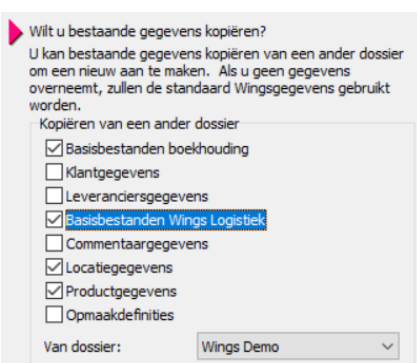 Wilt u bestaande gegevens kopiëren?
U kan bestaande gegevens kopiëren van een ander dossier
om een nieuw aan te maken. Als u geen gegevens
overneemt, zullen de standaard Wingsgegevens gebruikt
worden.
Kopiëren van een ander dossier
Basisbestanden boekhouding
Klantgegevens
Leveranciersgegevens
Basisbestanden Wings Logistiek
Commentaargegevens
Locatiegegevens
Productgegevens
Opmaakdefinities
Van dossier: Wings Demo